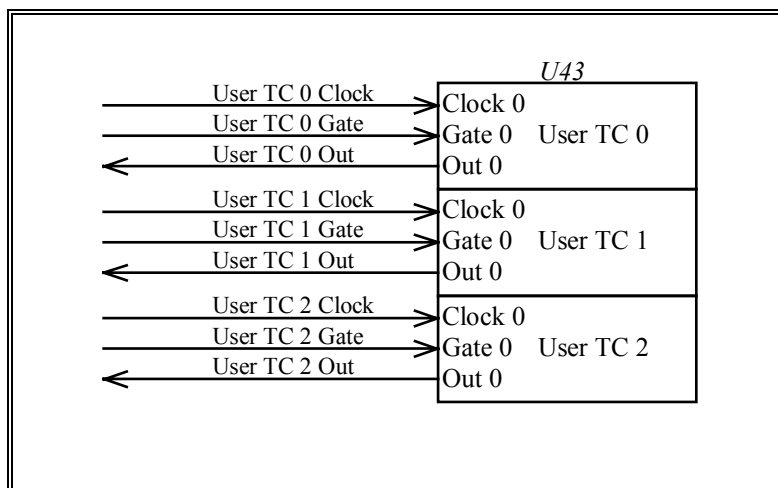 U43
User TC 0 Clock
Clock 0
User TC 0 Gate
Gate 0 User TC 0
User TC 0 Out
Out 0
User TC 1 Clock
Clock 0
User TC 1 Gate
Gate 0 User TC 1
User TC 1 Out
Out 0
User TC 2 Clock
Clock 0
User TC 2 Gate
Gate 0 User TC 2
User TC 2 Out
Out 0